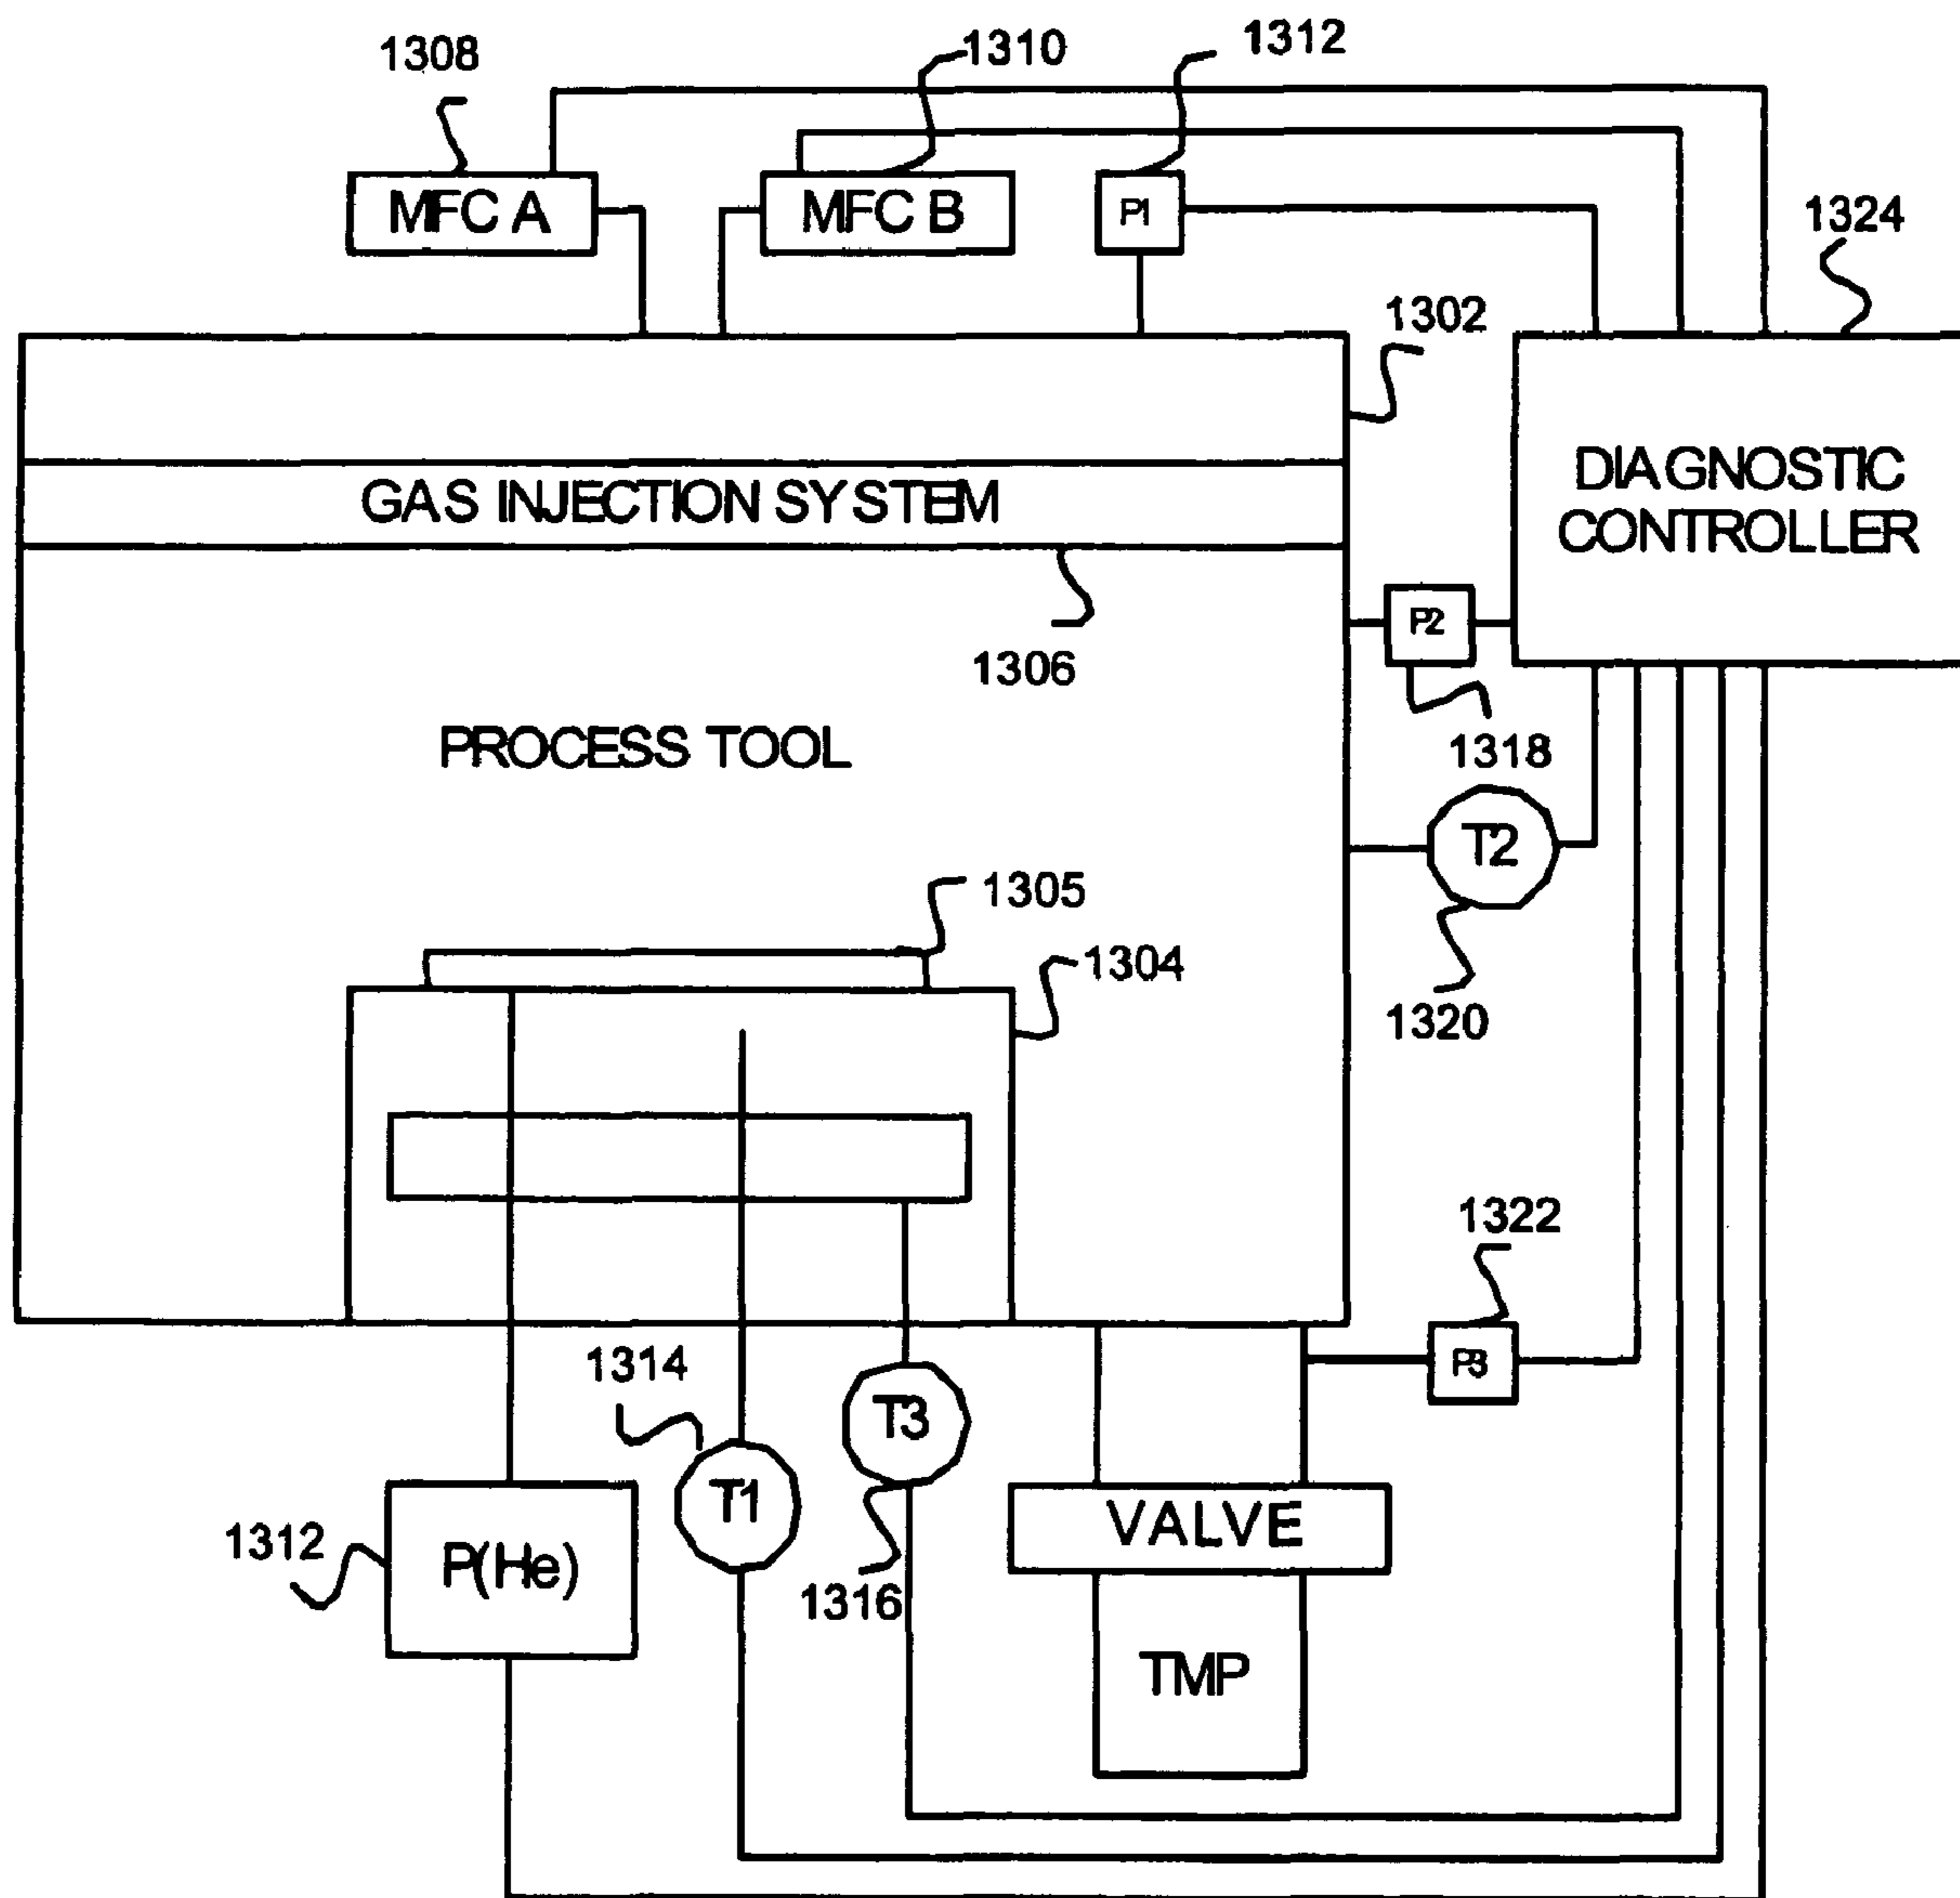 1308
1310
1312
MFC A
MFC B
P1
1324
1302
GAS INJECTION SYSTEM
DIAGNOSTIC
CONTROLLER
P2
1306
PROCESS TOOL
1318
T2
1305
1304
1320
1322
1314
P3
T3
T1
VALVE
1312
P(He)
1316
TMP